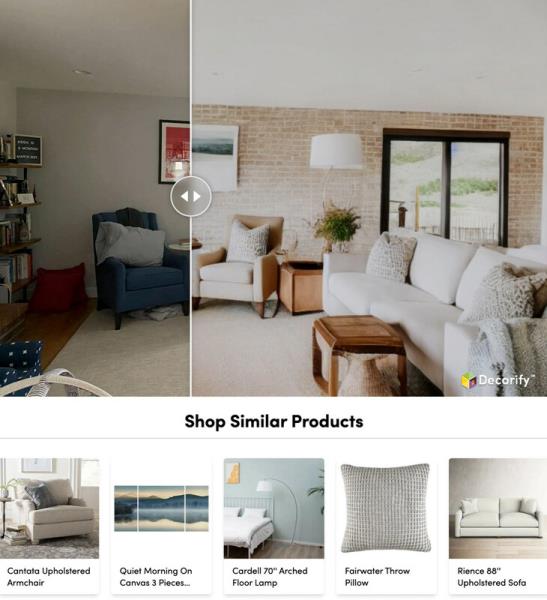 Decorify™
Shop Similar Products
Cantata Upholstered
Armchair
Quiet Morning On
Canvas 3 Pieces...
Cardell 70'' Arched
Floor Lamp
Fairwater Throw
Pillow
Rience 88''
Upholstered Sofa